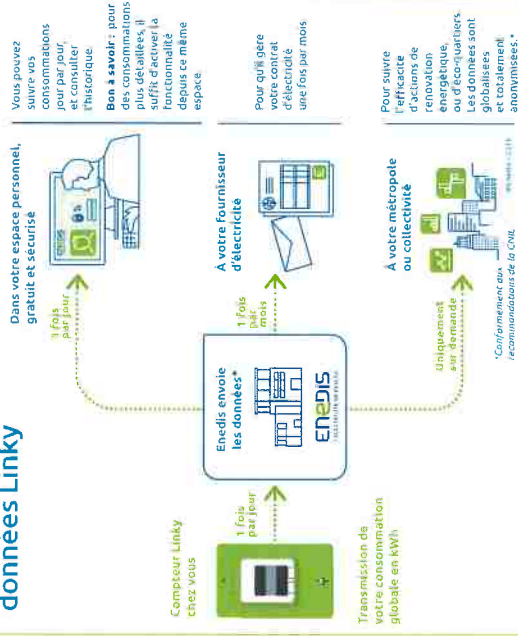 données Linky
Compteur Linky
chez vous
Transmission de
votre consommation
globale en kWh
1 fois
par jour
Enedis envoie
les données*
ENEDIS
1 fois
par jour
Dans votre espace personnel,
gratuit et sécurisé
Vous pouvez
suivre vos
consommations
jour par jour,
et consulter
l'historique.
Bon à savoir : pour
des consommations
plus détaillées, il
suffit d'activer la
fonctionnalité
depuis ce même
espace.
1 fois
par
mois
À votre fournisseur
d'électricité
Pour qu'il gère
votre contrat
d'électricité
une fois par mois
Uniquement
sur demande
À votre métropole
ou collectivité
Pour suivre
l'efficacité
d'actions de
rénovation
énergétique,
ou d'éco-quartiers.
Les données sont
globalisées
et totalement
anonymisées.*
*Conformément aux
recommandations de la CNIL